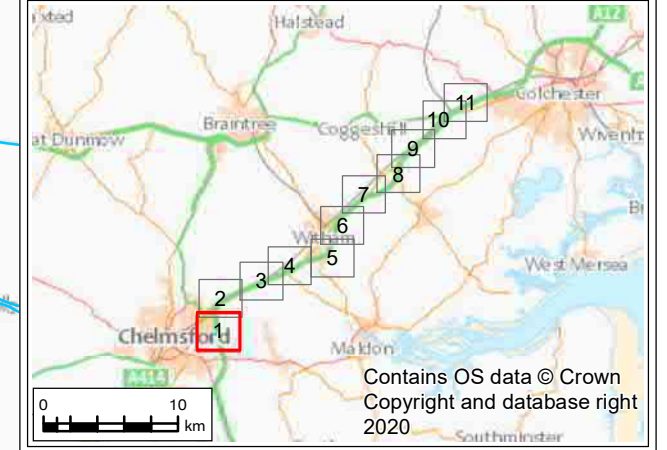 Halstead
A12
Colchester
11
10
Braintree
Coggeshall
at Dunmow
9
8
7
6
Witham
5
4
3
2
West Mersea
1
Chelmsford
Maldon
A414
Contains OS data © Crown
Copyright and database right
2020
0 10
km
Southminster